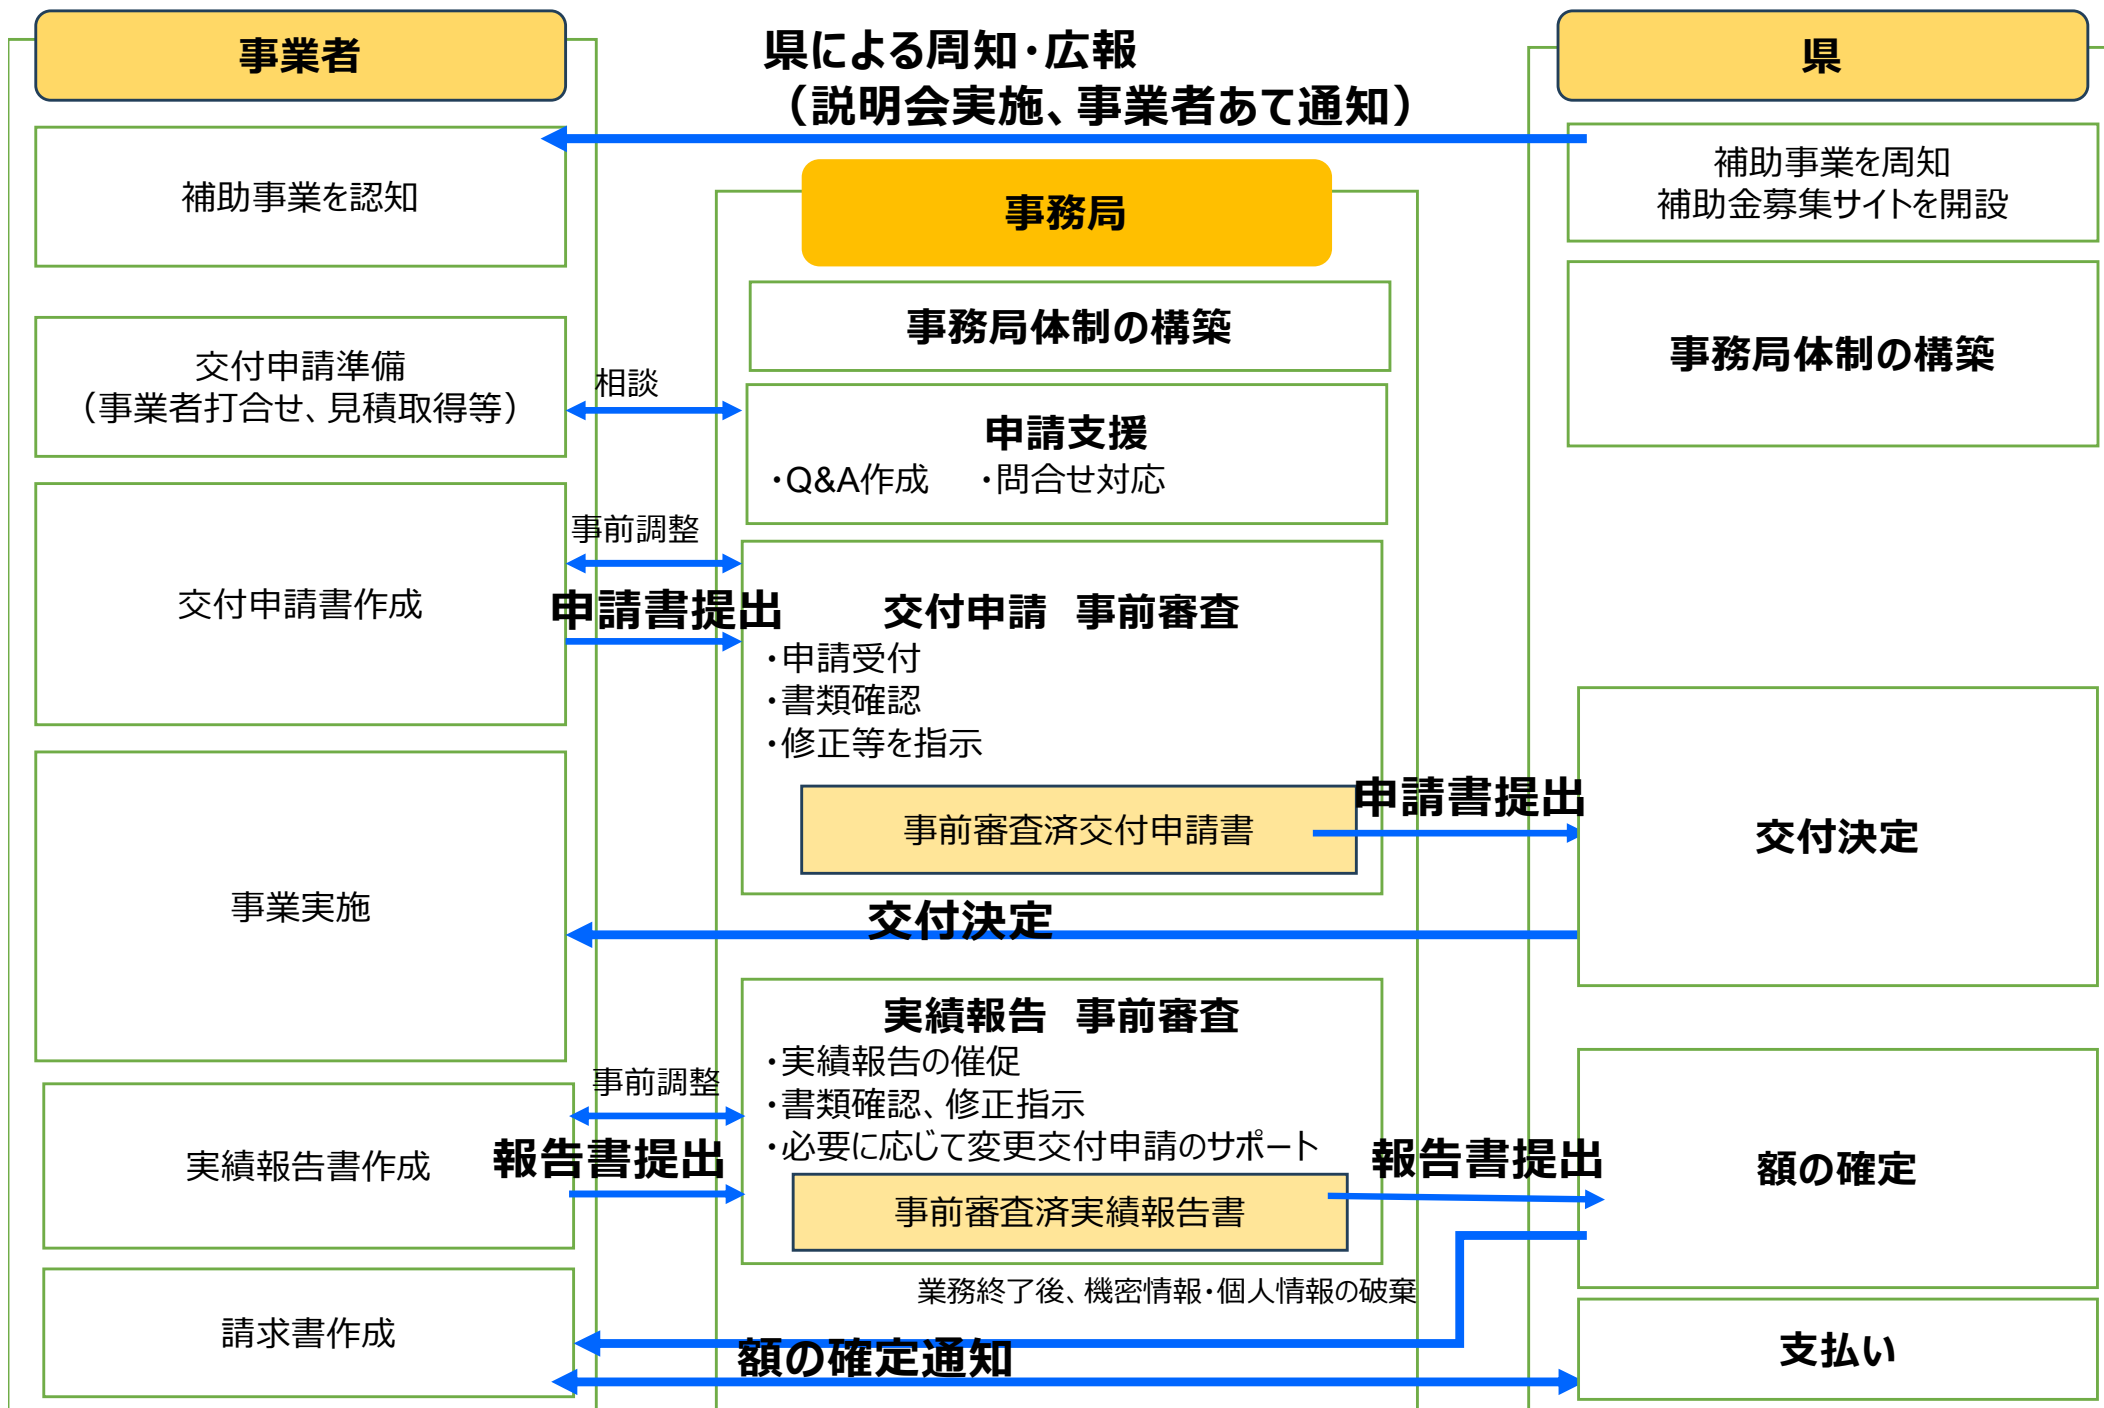 事業者
県による周知・広報
（説明会実施、事業者あて通知）
県
補助事業を認知
補助事業を周知
補助金募集サイトを開設
事務局
事務局体制の構築
事務局体制の構築
交付申請準備
（事業者打合せ、見積取得等）
相談
申請支援
・Q&A作成　・問合せ対応
事前調整
交付申請書作成
申請書提出
交付申請　事前審査
・申請受付
・書類確認
・修正等を指示
事前審査済交付申請書
申請書提出
交付決定
事業実施
交付決定
実績報告　事前審査
・実績報告の催促
・書類確認、修正指示
・必要に応じて変更交付申請のサポート
事前調整
実績報告書作成
報告書提出
事前審査済実績報告書
報告書提出
額の確定
業務終了後、機密情報・個人情報の破棄
請求書作成
額の確定通知
支払い